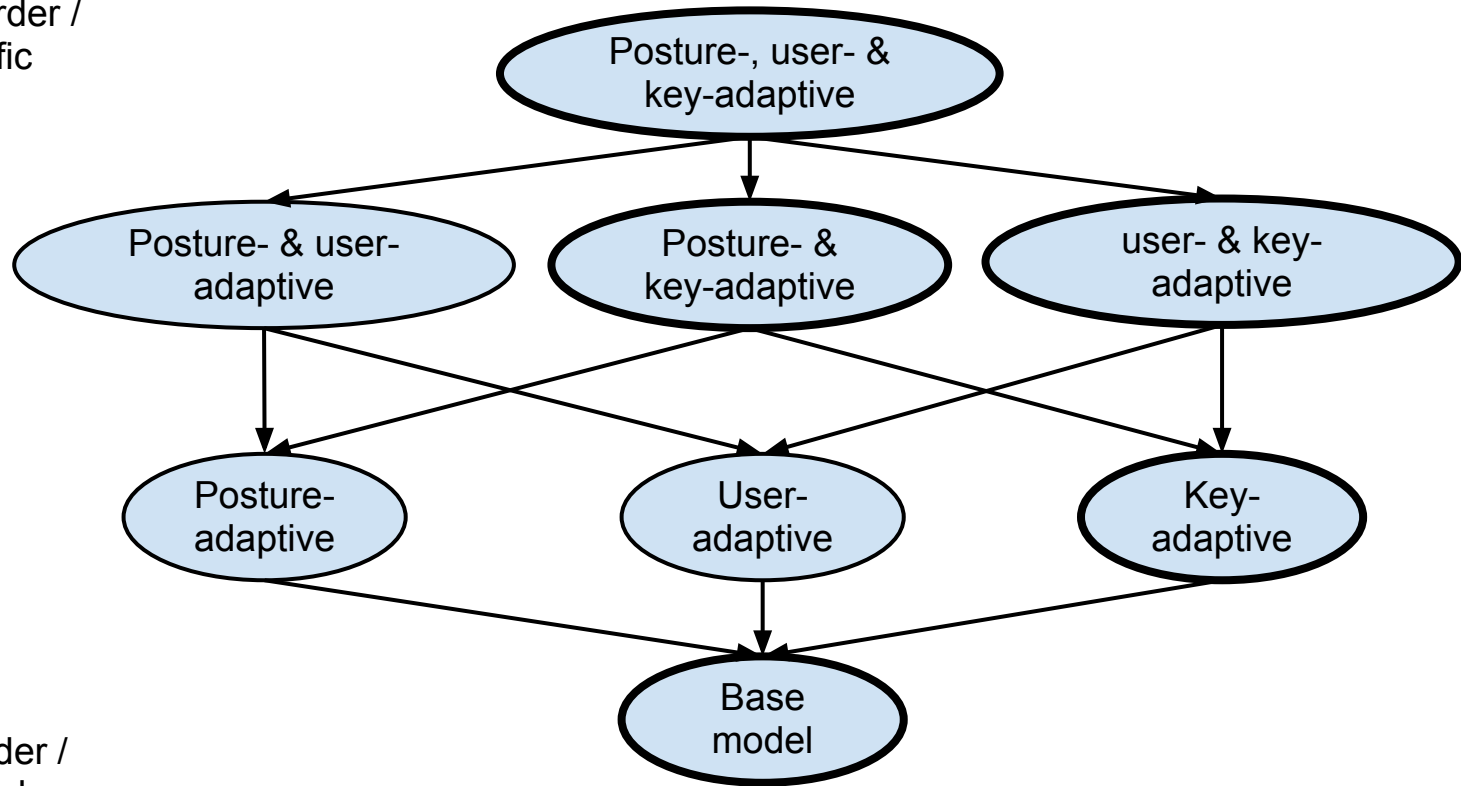 rder /
fic
Posture-, user- &
key-adaptive
Posture- & user-
adaptive
Posture- &
key-adaptive
user- & key-
adaptive
Posture-
adaptive
User-
adaptive
Key-
adaptive
Base
model
der /